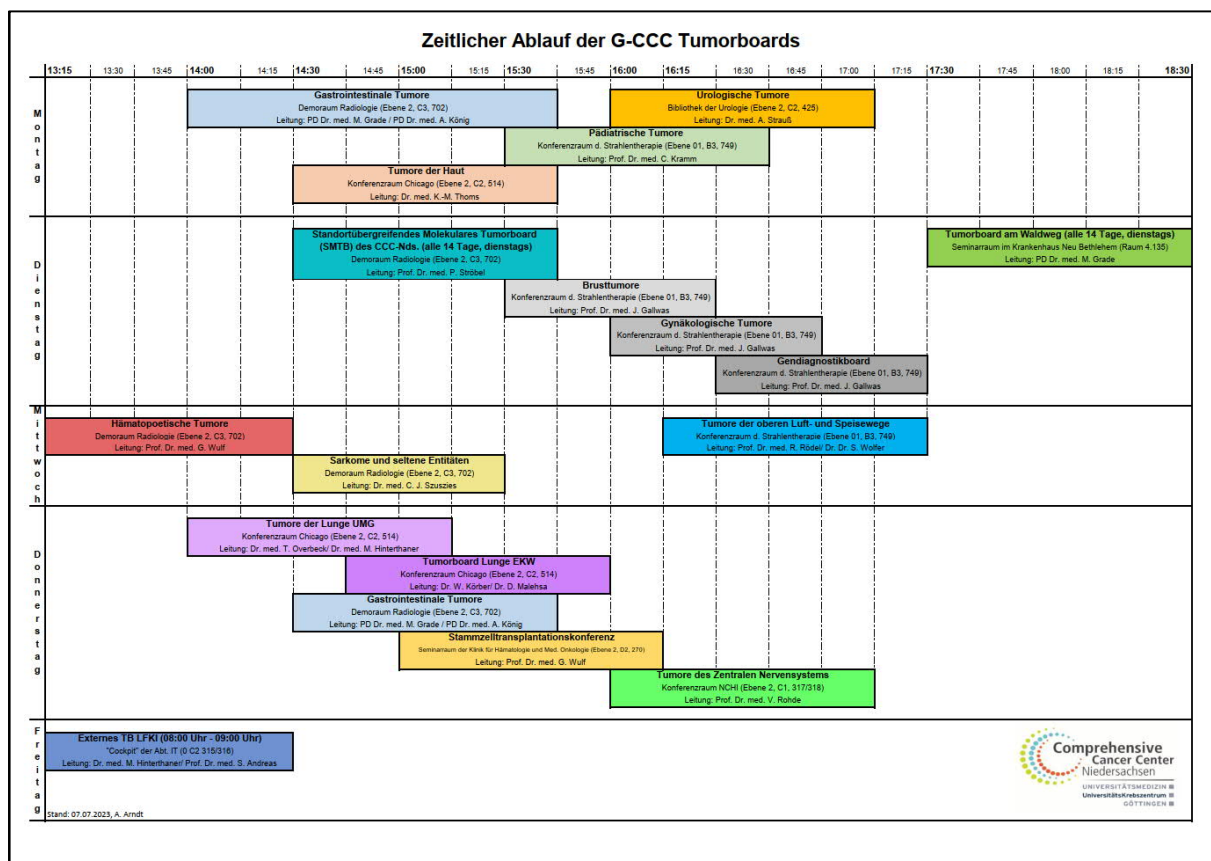 Zeitlicher Ablauf der G-CCC Tumorboards
13:15 13:30 13:45 14:00 14:15 14:30 14:45 15:00 15:15 15:30 15:45 16:00 16:15 16:30 16:45 17:00 17:15 17:30 17:45 18:00 18:15 18:30
Montag
Gastrointestinale Tumore
Demoraum Radiologie (Ebene 2, C3, 702)
Leitung: PD Dr. med. M. Grade / PD Dr. med. A. König
Urologische Tumore
Bibliothek der Urologie (Ebene 2, C2, 425)
Leitung: Dr. med. A. Strauß
Pädiatrische Tumore
Konferenzraum d. Strahlentherapie (Ebene 01, B3, 749)
Leitung: Prof. Dr. med. C. Kramm
Tumore der Haut
Konferenzraum Chicago (Ebene 2, C2, 514)
Leitung: Dr. med. K.-M. Thoms
Dienstag
Standortübergreifendes Molekulares Tumorboard
(SMTB) des CCC-Nds. (alle 14 Tage, dienstags)
Demoraum Radiologie (Ebene 2, C3, 702)
Leitung: Prof. Dr. med. P. Ströbel
Tumorboard am Waldweg (alle 14 Tage, dienstags)
Seminarraum im Krankenhaus Neu Bethlehem (Raum 4.135)
Leitung: PD Dr. med. M. Grade
Brusttumore
Konferenzraum d. Strahlentherapie (Ebene 01, B3, 749)
Leitung: Prof. Dr. med. J. Gallwas
Gynäkologische Tumore
Konferenzraum d. Strahlentherapie (Ebene 01, B3, 749)
Leitung: Prof. Dr. med. J. Gallwas
Gendiagnostikboard
Konferenzraum d. Strahlentherapie (Ebene 01, B3, 749)
Leitung: Prof. Dr. med. J. Gallwas
Mittwoch
Hämatopoetische Tumore
Demoraum Radiologie (Ebene 2, C3, 702)
Leitung: Prof. Dr. med. G. Wulf
Tumore der oberen Luft- und Speisewege
Konferenzraum d. Strahlentherapie (Ebene 01, B3, 749)
Leitung: Prof. Dr. med. R. Rödel/ Dr. Dr. S. Wolfer
Sarkome und seltene Entitäten
Demoraum Radiologie (Ebene 2, C3, 702)
Leitung: Dr. med. C. J. Szuszies
Donnerstag
Tumore der Lunge UMG
Konferenzraum Chicago (Ebene 2, C2, 514)
Leitung: Dr. med. T. Overbeck/ Dr. med. M. Hinterthaner
Tumorboard Lunge EKW
Konferenzraum Chicago (Ebene 2, C2, 514)
Leitung: Dr. W. Körber/ Dr. D. Malehsa
Gastrointestinale Tumore
Demoraum Radiologie (Ebene 2, C3, 702)
Leitung: PD Dr. med. M. Grade / PD Dr. med. A. König
Stammzelltransplantationskonferenz
Seminarraum der Klinik für Hämatologie und Med. Onkologie (Ebene 2, D2, 270)
Leitung: Prof. Dr. med. G. Wulf
Tumore des Zentralen Nervensystems
Konferenzraum NCHI (Ebene 2, C1, 317/318)
Leitung: Prof. Dr. med. V. Rohde
Freitag
Externes TB LFKI (08:00 Uhr - 09:00 Uhr)
"Cockpit" der Abt. IT (0 C2 315/316)
Leitung: Dr. med. M. Hinterthaner/ Prof. Dr. med. S. Andreas
Stand: 07.07.2023, A. Arndt
Comprehensive
Cancer Center
Niedersachsen
UNIVERSITÄTSMEDIZIN
UniversitätsKrebszentrum
GÖTTINGEN